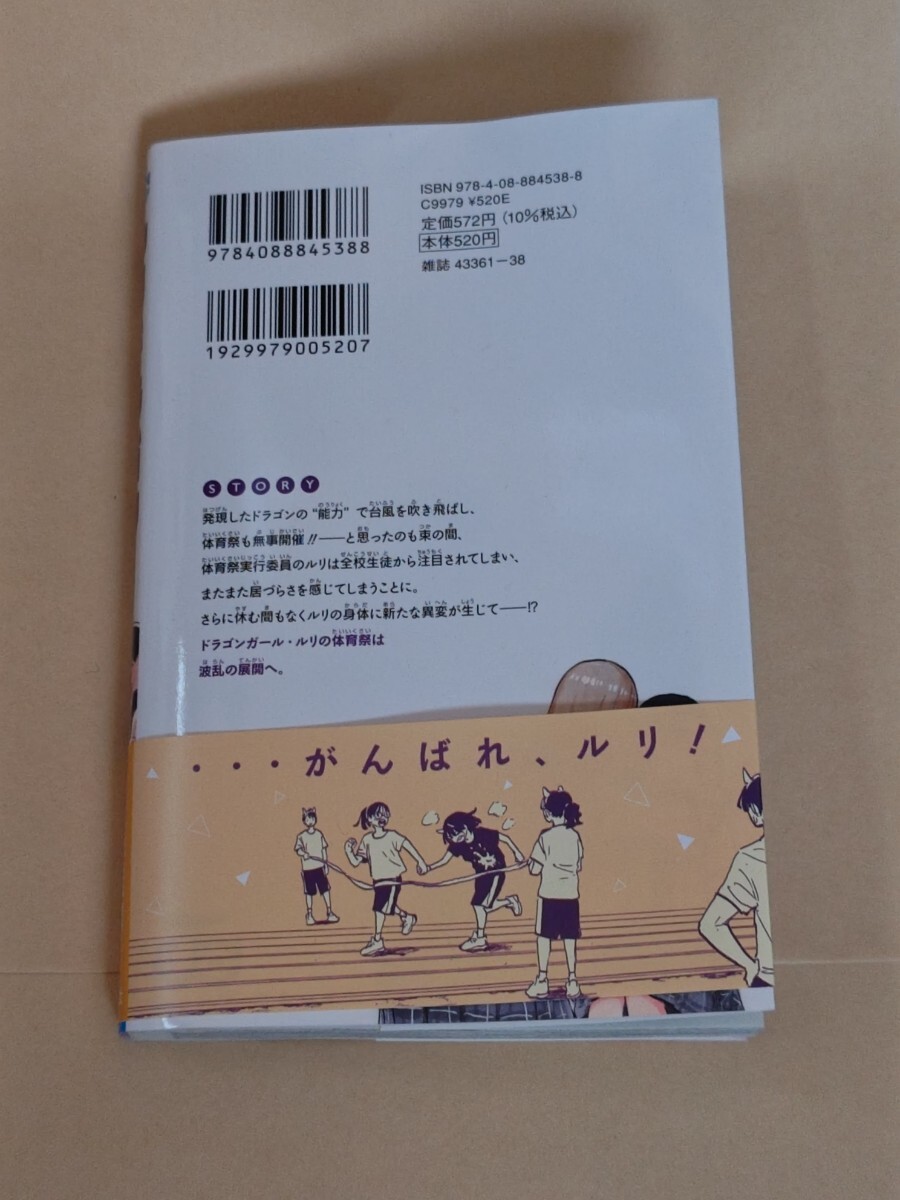 ISBN 978-4-08-884538-8
C9979 ¥520E
定価572円(10%税込)
本体520円
雑誌 43361-38
9784088845388
1929979005207
STORY
発現したドラゴンの"能力"で台風を吹き飛ばし、
体育祭も無事開催!!――と思ったのも束の間、
体育祭実行委員のルリは全校生徒から注目されてしまい、
またまた居づらさを感じてしまうことに。
さらに休む間もなくルリの身体に新たな異変が生じて――!?
ドラゴンガール・ルリの体育祭は
波乱の展開へ。
・・・がんばれ、ルリ!